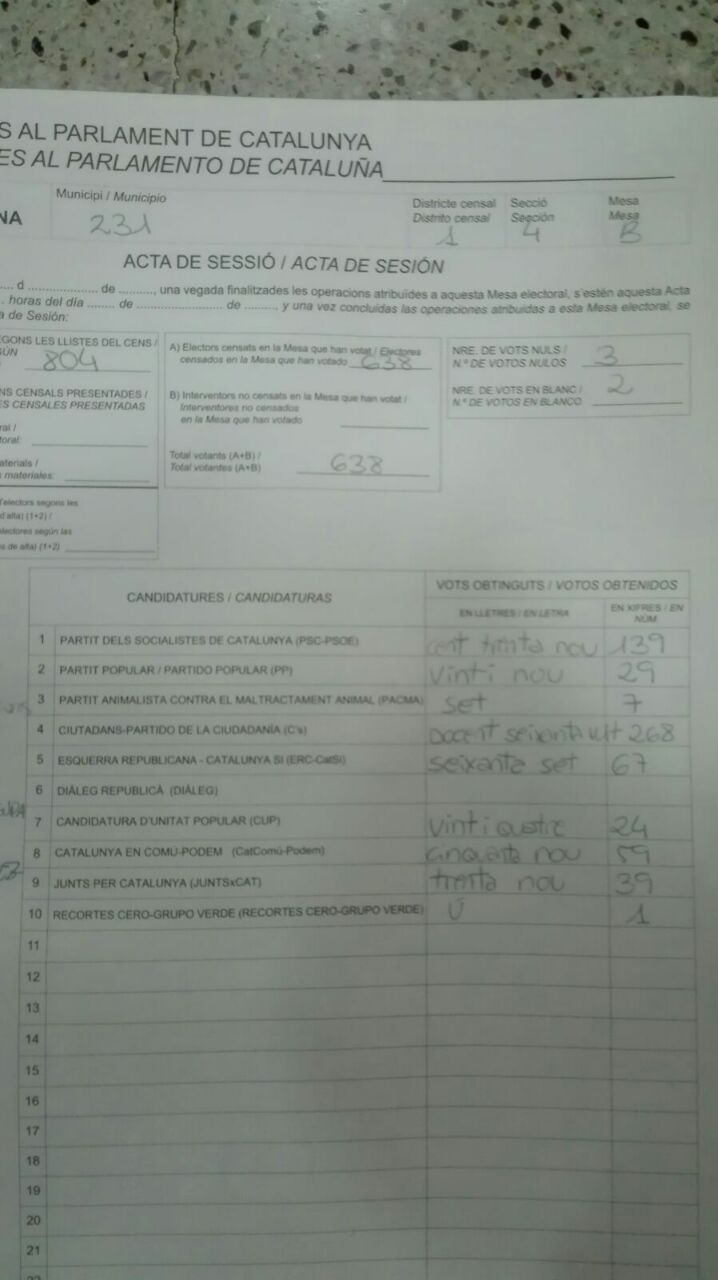 S AL PARLAMENT DE CATALUNYA
ES AL PARLAMENTO DE CATALUÑA
NA
Municipi / Municipio
231
Districte censal
Distrito censal
1
Secció
Sección
4
Mesa
Mesa
B
ACTA DE SESSIÓ / ACTA DE SESIÓN
.... d .................... de .........., una vegada finalitzades les operacions atribuïdes a aquesta Mesa electoral, s'estén aquesta Acta
. horas del día ........ de ........................ de ..........., y una vez concluidas las operaciones atribuidas a esta Mesa electoral, se
a de Sesión:
EGONS LES LLISTES DEL CENS /
ÚN
804
NS CENSALS PRESENTADES /
ES CENSALES PRESENTADAS
ral /
toral:
aterials /
s materiales:
d'electors segons les
d'alta) (1+2) /
electores según las
s de alta) (1+2)
A) Electors censats en la Mesa que han votat / Electores
censados en la Mesa que han votado 638
B) Interventors no censats en la Mesa que han votat /
Interventores no censados
en la Mesa que han votado
Total votants (A+B) /
Total votantes (A+B) 638
NRE. DE VOTS NULS /
N.º DE VOTOS NULOS 3
NRE. DE VOTS EN BLANC /
N.º DE VOTOS EN BLANCO 2
CANDIDATURES / CANDIDATURAS
VOTS OBTINGUTS / VOTOS OBTENIDOS
EN LLETRES / EN LETRA
EN XIFRES / EN
NÚM
1 PARTIT DELS SOCIALISTES DE CATALUNYA (PSC-PSOE) cent trenta nou 139
2 PARTIT POPULAR / PARTIDO POPULAR (PP) Vinti nou 29
3 PARTIT ANIMALISTA CONTRA EL MALTRACTAMENT ANIMAL (PACMA) set 7
4 CIUTADANS-PARTIDO DE LA CIUDADANÍA (C's) Docent seixanta vuit 268
5 ESQUERRA REPUBLICANA - CATALUNYA SÍ (ERC-CatSí) seixanta set 67
6 DIÀLEG REPUBLICÀ (DIÀLEG)
7 CANDIDATURA D'UNITAT POPULAR (CUP) Vinti quatre 24
8 CATALUNYA EN COMÚ-PODEM (CatComú-Podem) cinquanta nou 59
9 JUNTS PER CATALUNYA (JUNTSxCAT) trenta nou 39
10 RECORTES CERO-GRUPO VERDE (RECORTES CERO-GRUPO VERDE) Ú 1
11
12
13
14
15
16
17
18
19
20
21
22